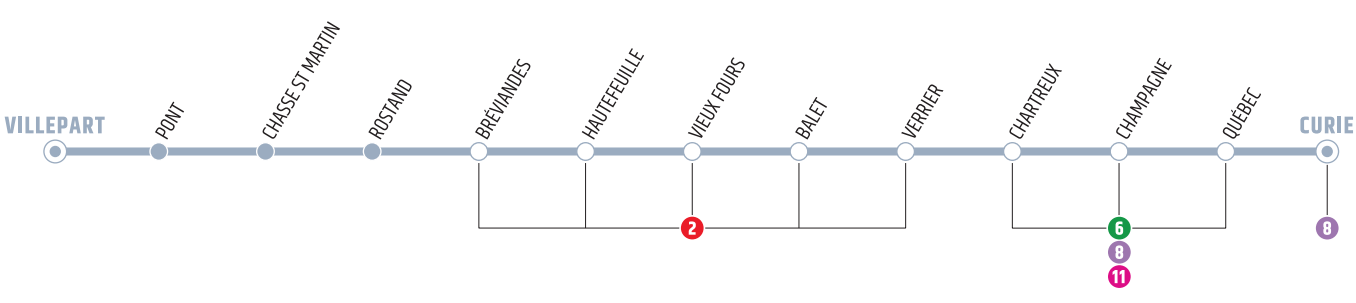 VILLEPART
PONT
CHASSE ST MARTIN
ROSTAND
BRÉVIANDES
HAUTEFEUILLE
VIEUX FOURS
BALET
VERRIER
CHARTREUX
CHAMPAGNE
QUÉBEC
CURIE
2
6
8
11
8